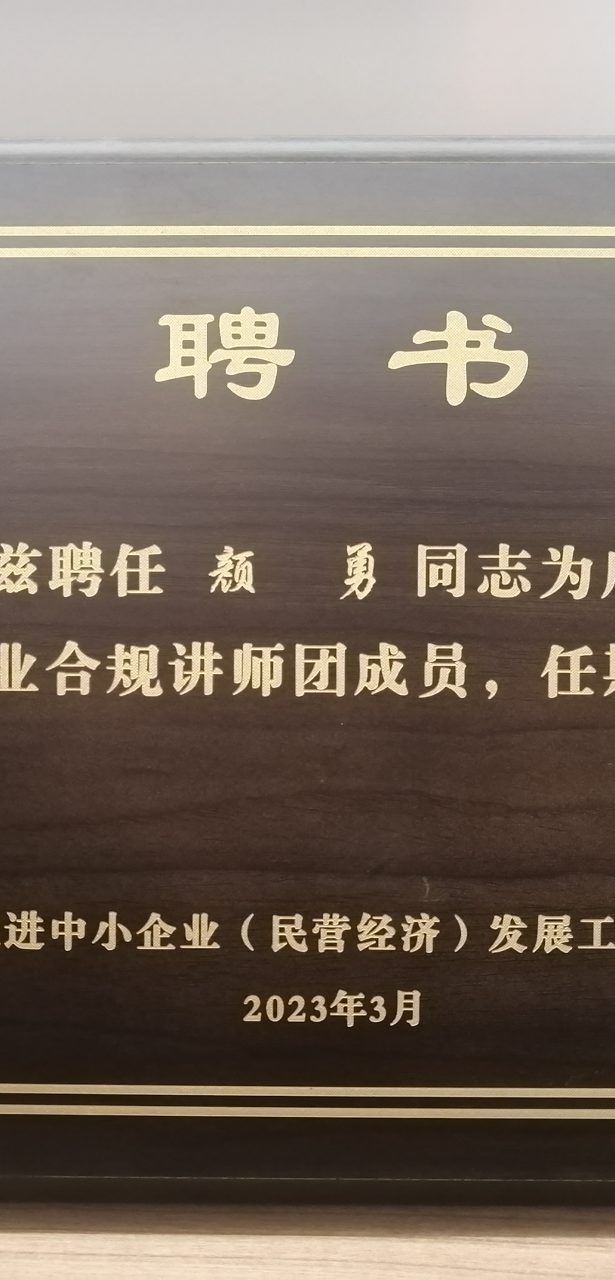 聘 书
兹聘任 颜 勇 同志为
业合规讲师团成员，任期
进中小企业（民营经济）发展工
2023年3月